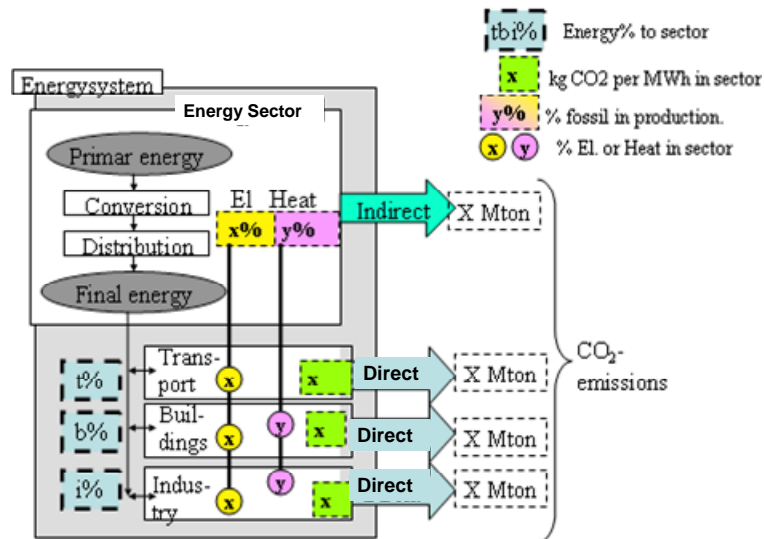 tbi% Energy% to sector
x kg CO2 per MWh in sector
y% % fossil in production.
x y % El. or Heat in sector
Energysystem
Energy Sector
Primar energy
Conversion
Distribution
Final energy
El Heat
x% y%
Indirect
X Mton
t%
Trans-
port
x
x
Direct
X Mton
b%
Buil-
dings
x
y
x
Direct
X Mton
i%
Indus-
try
x
y
x
Direct
X Mton
CO2-
emissions